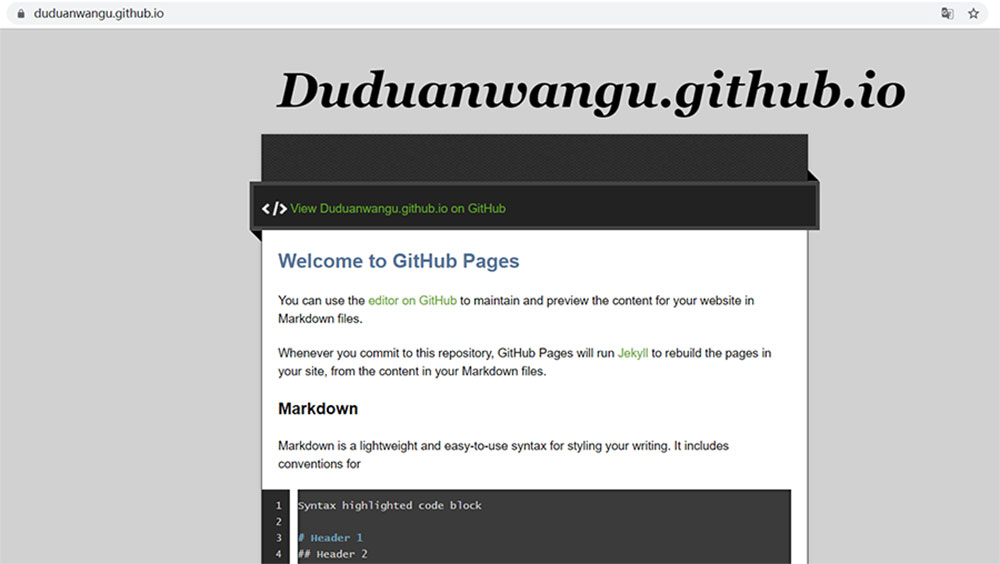 duduanwangu.github.io
Duduanwangu.github.io
</> View Duduanwangu.github.io on GitHub
Welcome to GitHub Pages
You can use the editor on GitHub to maintain and preview the content for your website in
Markdown files.
Whenever you commit to this repository, GitHub Pages will run Jekyll to rebuild the pages in
your site, from the content in your Markdown files.
Markdown
Markdown is a lightweight and easy-to-use syntax for styling your writing. It includes
conventions for
1 Syntax highlighted code block
2
3 # Header 1
4 ## Header 2